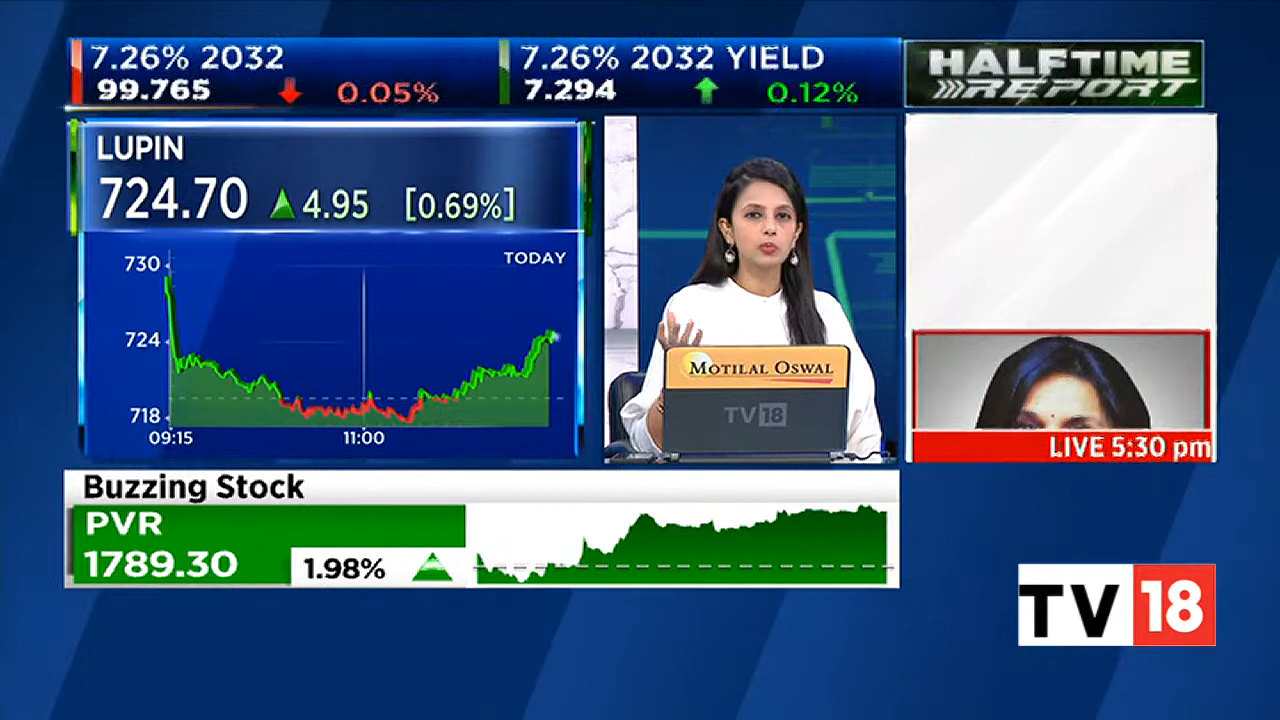 7.26% 2032
99.765 0.05%
7.26% 2032 YIELD
7.294 0.12%
HALFTIME
REPORT
LUPIN
724.70 4.95 [0.69%]
TODAY
730
724
718
09:15 11:00
MOTILAL OSWAL
TV18
LIVE 5:30 pm
Buzzing Stock
PVR
1789.30 1.98%
TV18